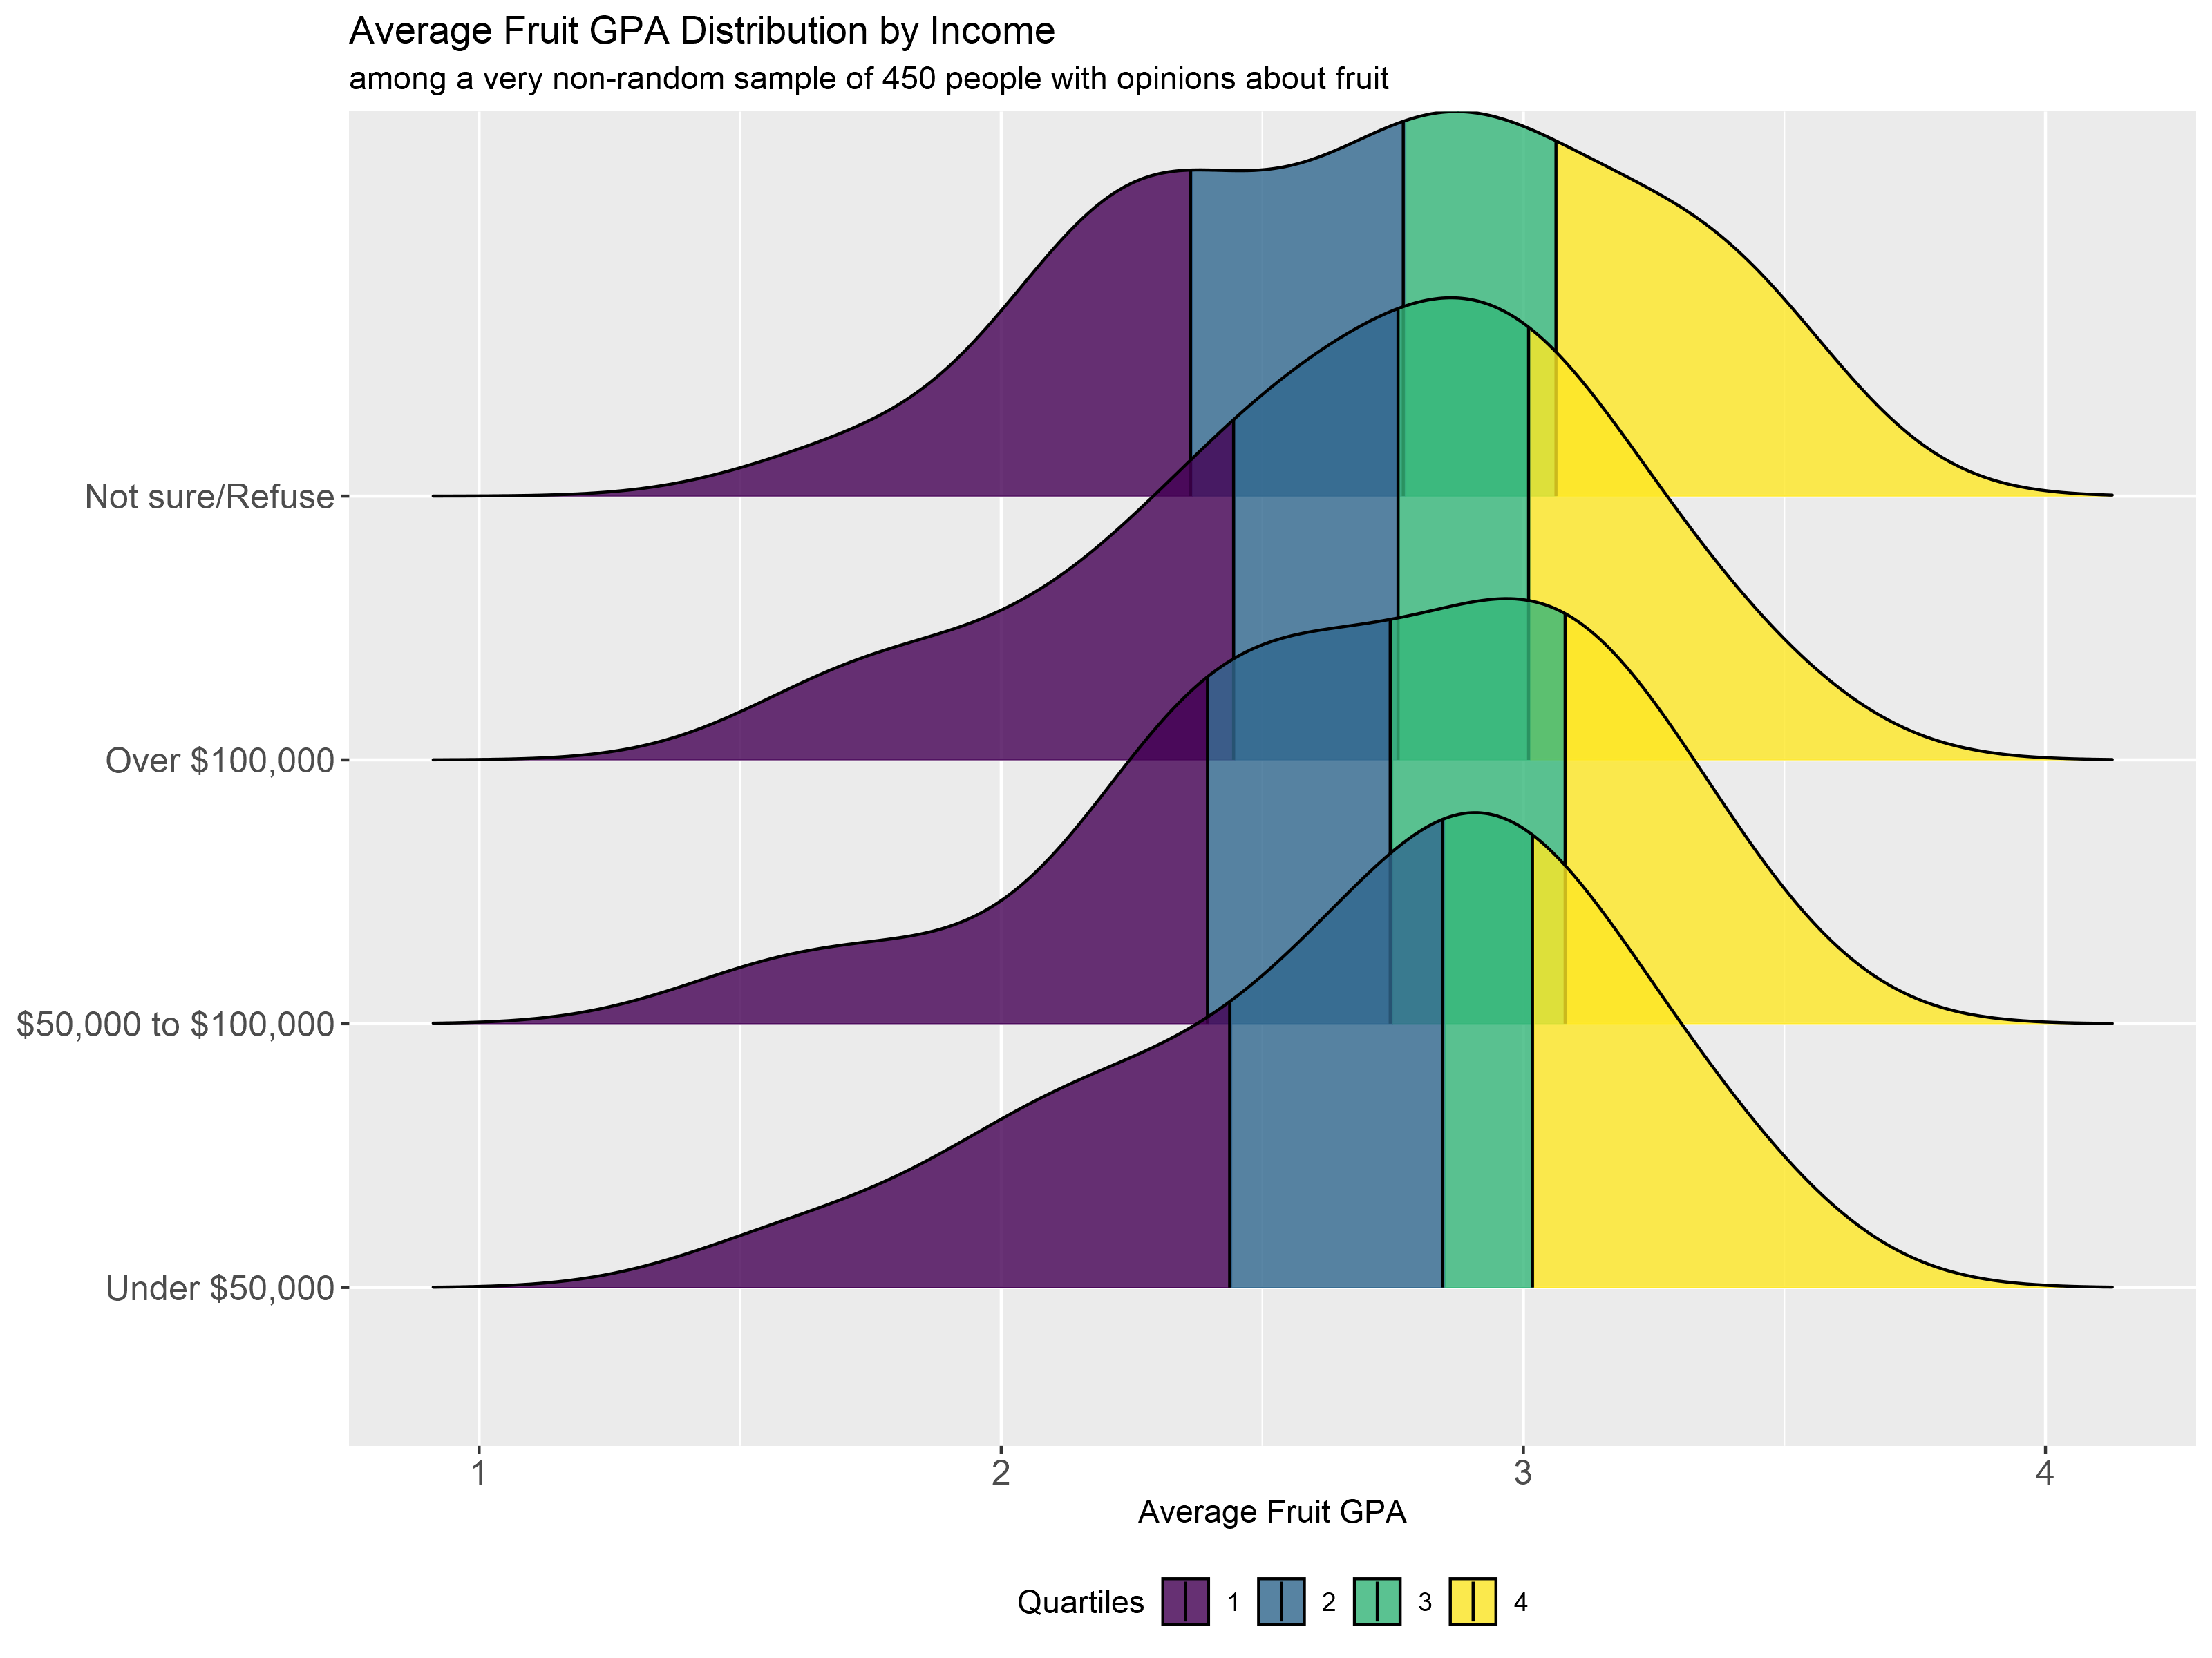 Average Fruit GPA Distribution by Income
among a very non-random sample of 450 people with opinions about fruit
Not sure/Refuse
Over $100,000
$50,000 to $100,000
Under $50,000
1 2 3 4
Average Fruit GPA
Quartiles 1 2 3 4